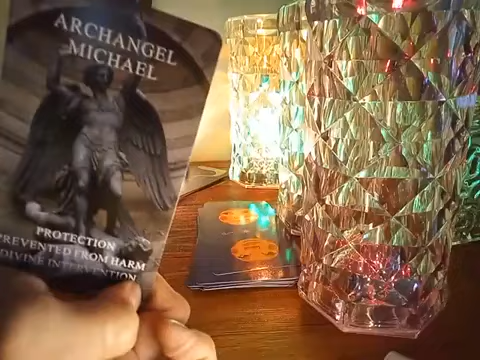 ARCHANGEL
MICHAEL
PROTECTION
PREVENTED FROM HARM
DIVINE INTERVENTION